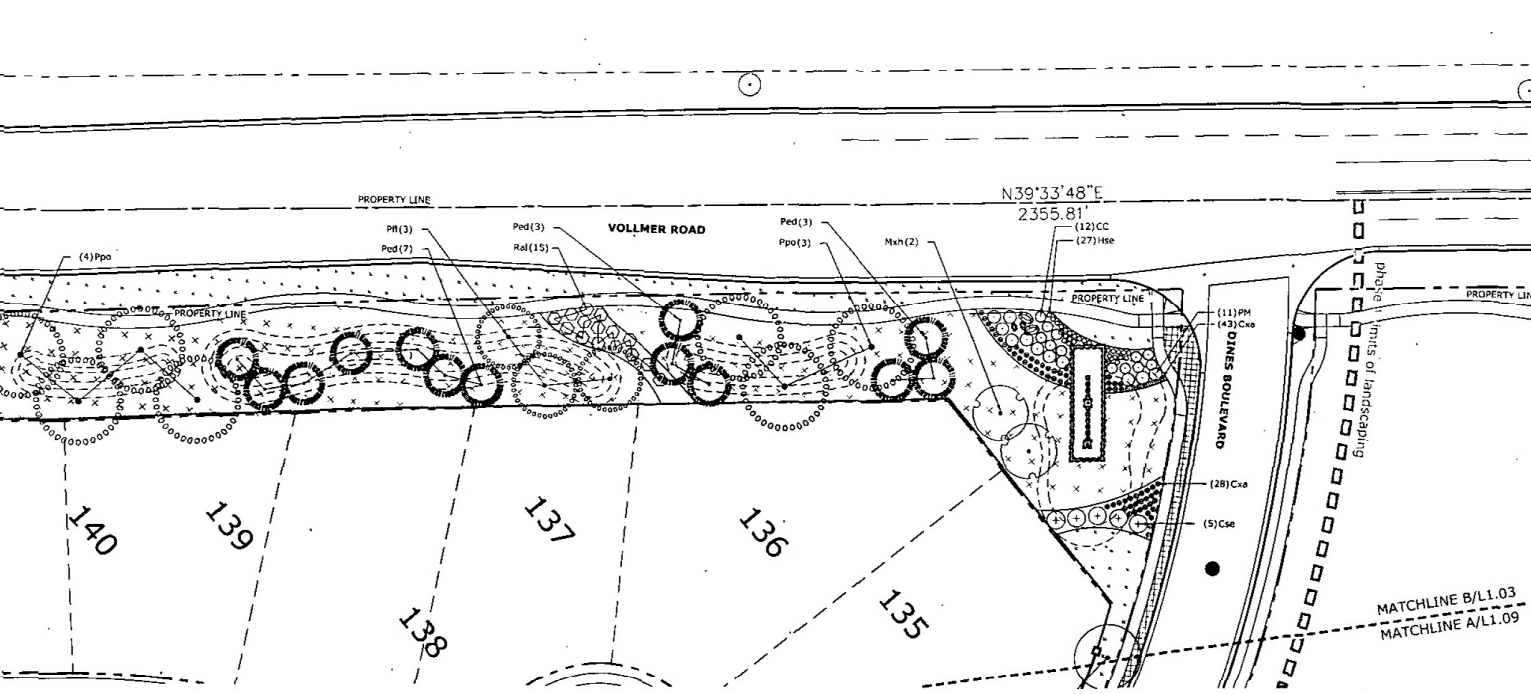 N39°33'48"E
2355.81'
PROPERTY LINE
VOLLMER ROAD
Pfl(3)
Ped(7)
Ped(3)
Ral(15)
Ped(3)
Ppo(3)
Mxh(2)
(12)CC
(27)Hse
(4)Ppo
PROPERTY LINE
PROPERTY LINE
PROPERTY LIN
(11)PM
(43)Cxa
DINES BOULEVARD
phase limits of landscaping
(28)Cxa
(5)Cse
140
139
138
137
136
135
MATCHLINE B/L1.03
MATCHLINE A/L1.09